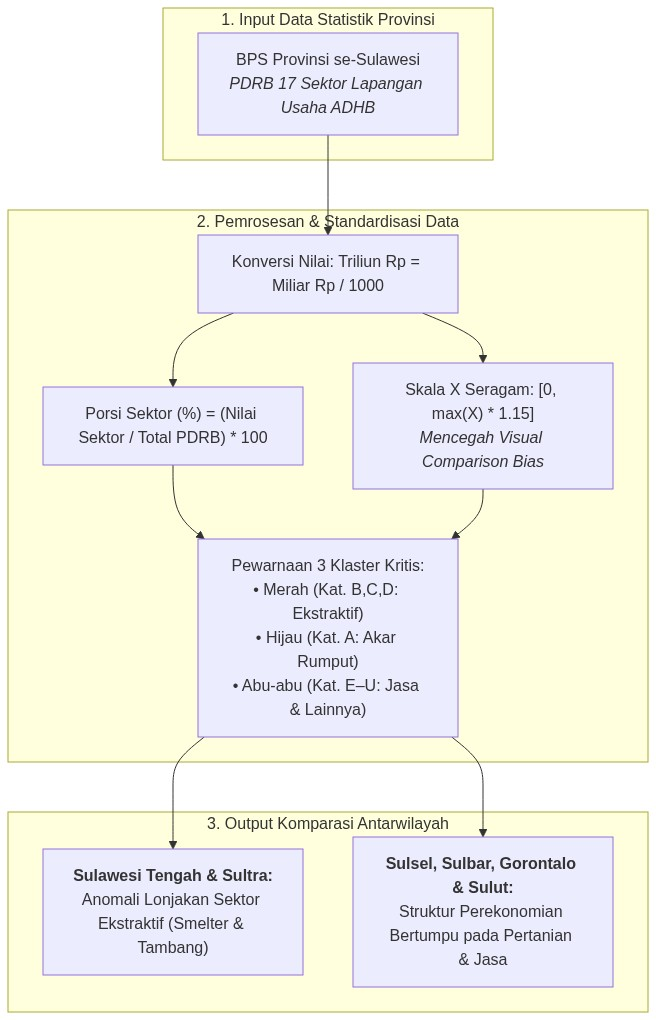 1. Input Data Statistik Provinsi
BPS Provinsi se-Sulawesi
PDRB 17 Sektor Lapangan
Usaha ADHB
2. Pemrosesan & Standardisasi Data
Konversi Nilai: Triliun Rp =
Miliar Rp / 1000
Porsi Sektor (%) = (Nilai
Sektor / Total PDRB) * 100
Skala X Seragam: [0,
max(X) * 1.15]
Mencegah Visual
Comparison Bias
Pewarnaan 3 Klaster Kritis:
• Merah (Kat. B,C,D:
Ekstraktif)
• Hijau (Kat. A: Akar
Rumput)
• Abu-abu (Kat. E–U: Jasa
& Lainnya)
3. Output Komparasi Antarwilayah
Sulawesi Tengah & Sultra:
Anomali Lonjakan Sektor
Ekstraktif (Smelter &
Tambang)
Sulsel, Sulbar, Gorontalo
& Sulut:
Struktur Perekonomian
Bertumpu pada Pertanian
& Jasa